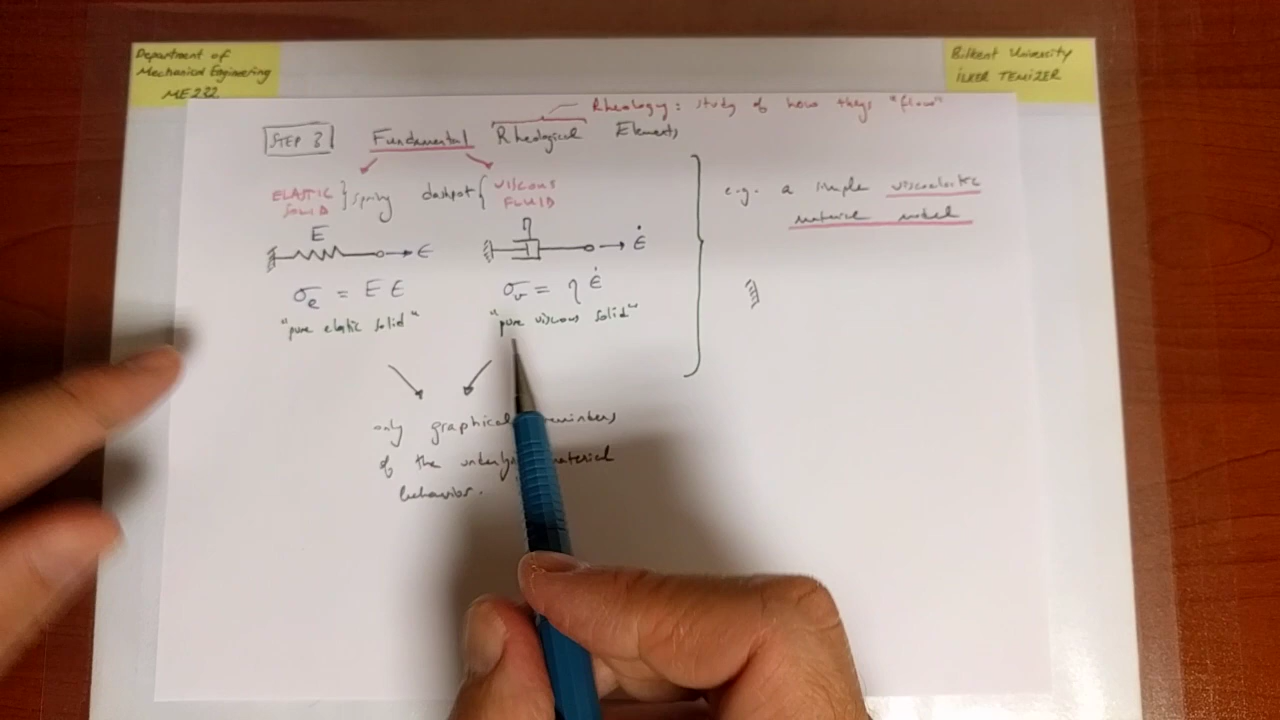 Department of
Mechanical Engineering
ME232
Bilkent University
İLKER TEMİZER
Rheology: study of how things "flow"
STEP 3 Fundamental Rheological Elements
ELASTIC SOLID } spring
dashpot { VISCOUS FLUID
E
ϵ
η
ϵ̇
σe = E ϵ
σv = η ϵ̇
"pure elastic solid"
"pure viscous solid"
only graphical
of the material
behavior.
e.g. a simple viscoelastic
material model